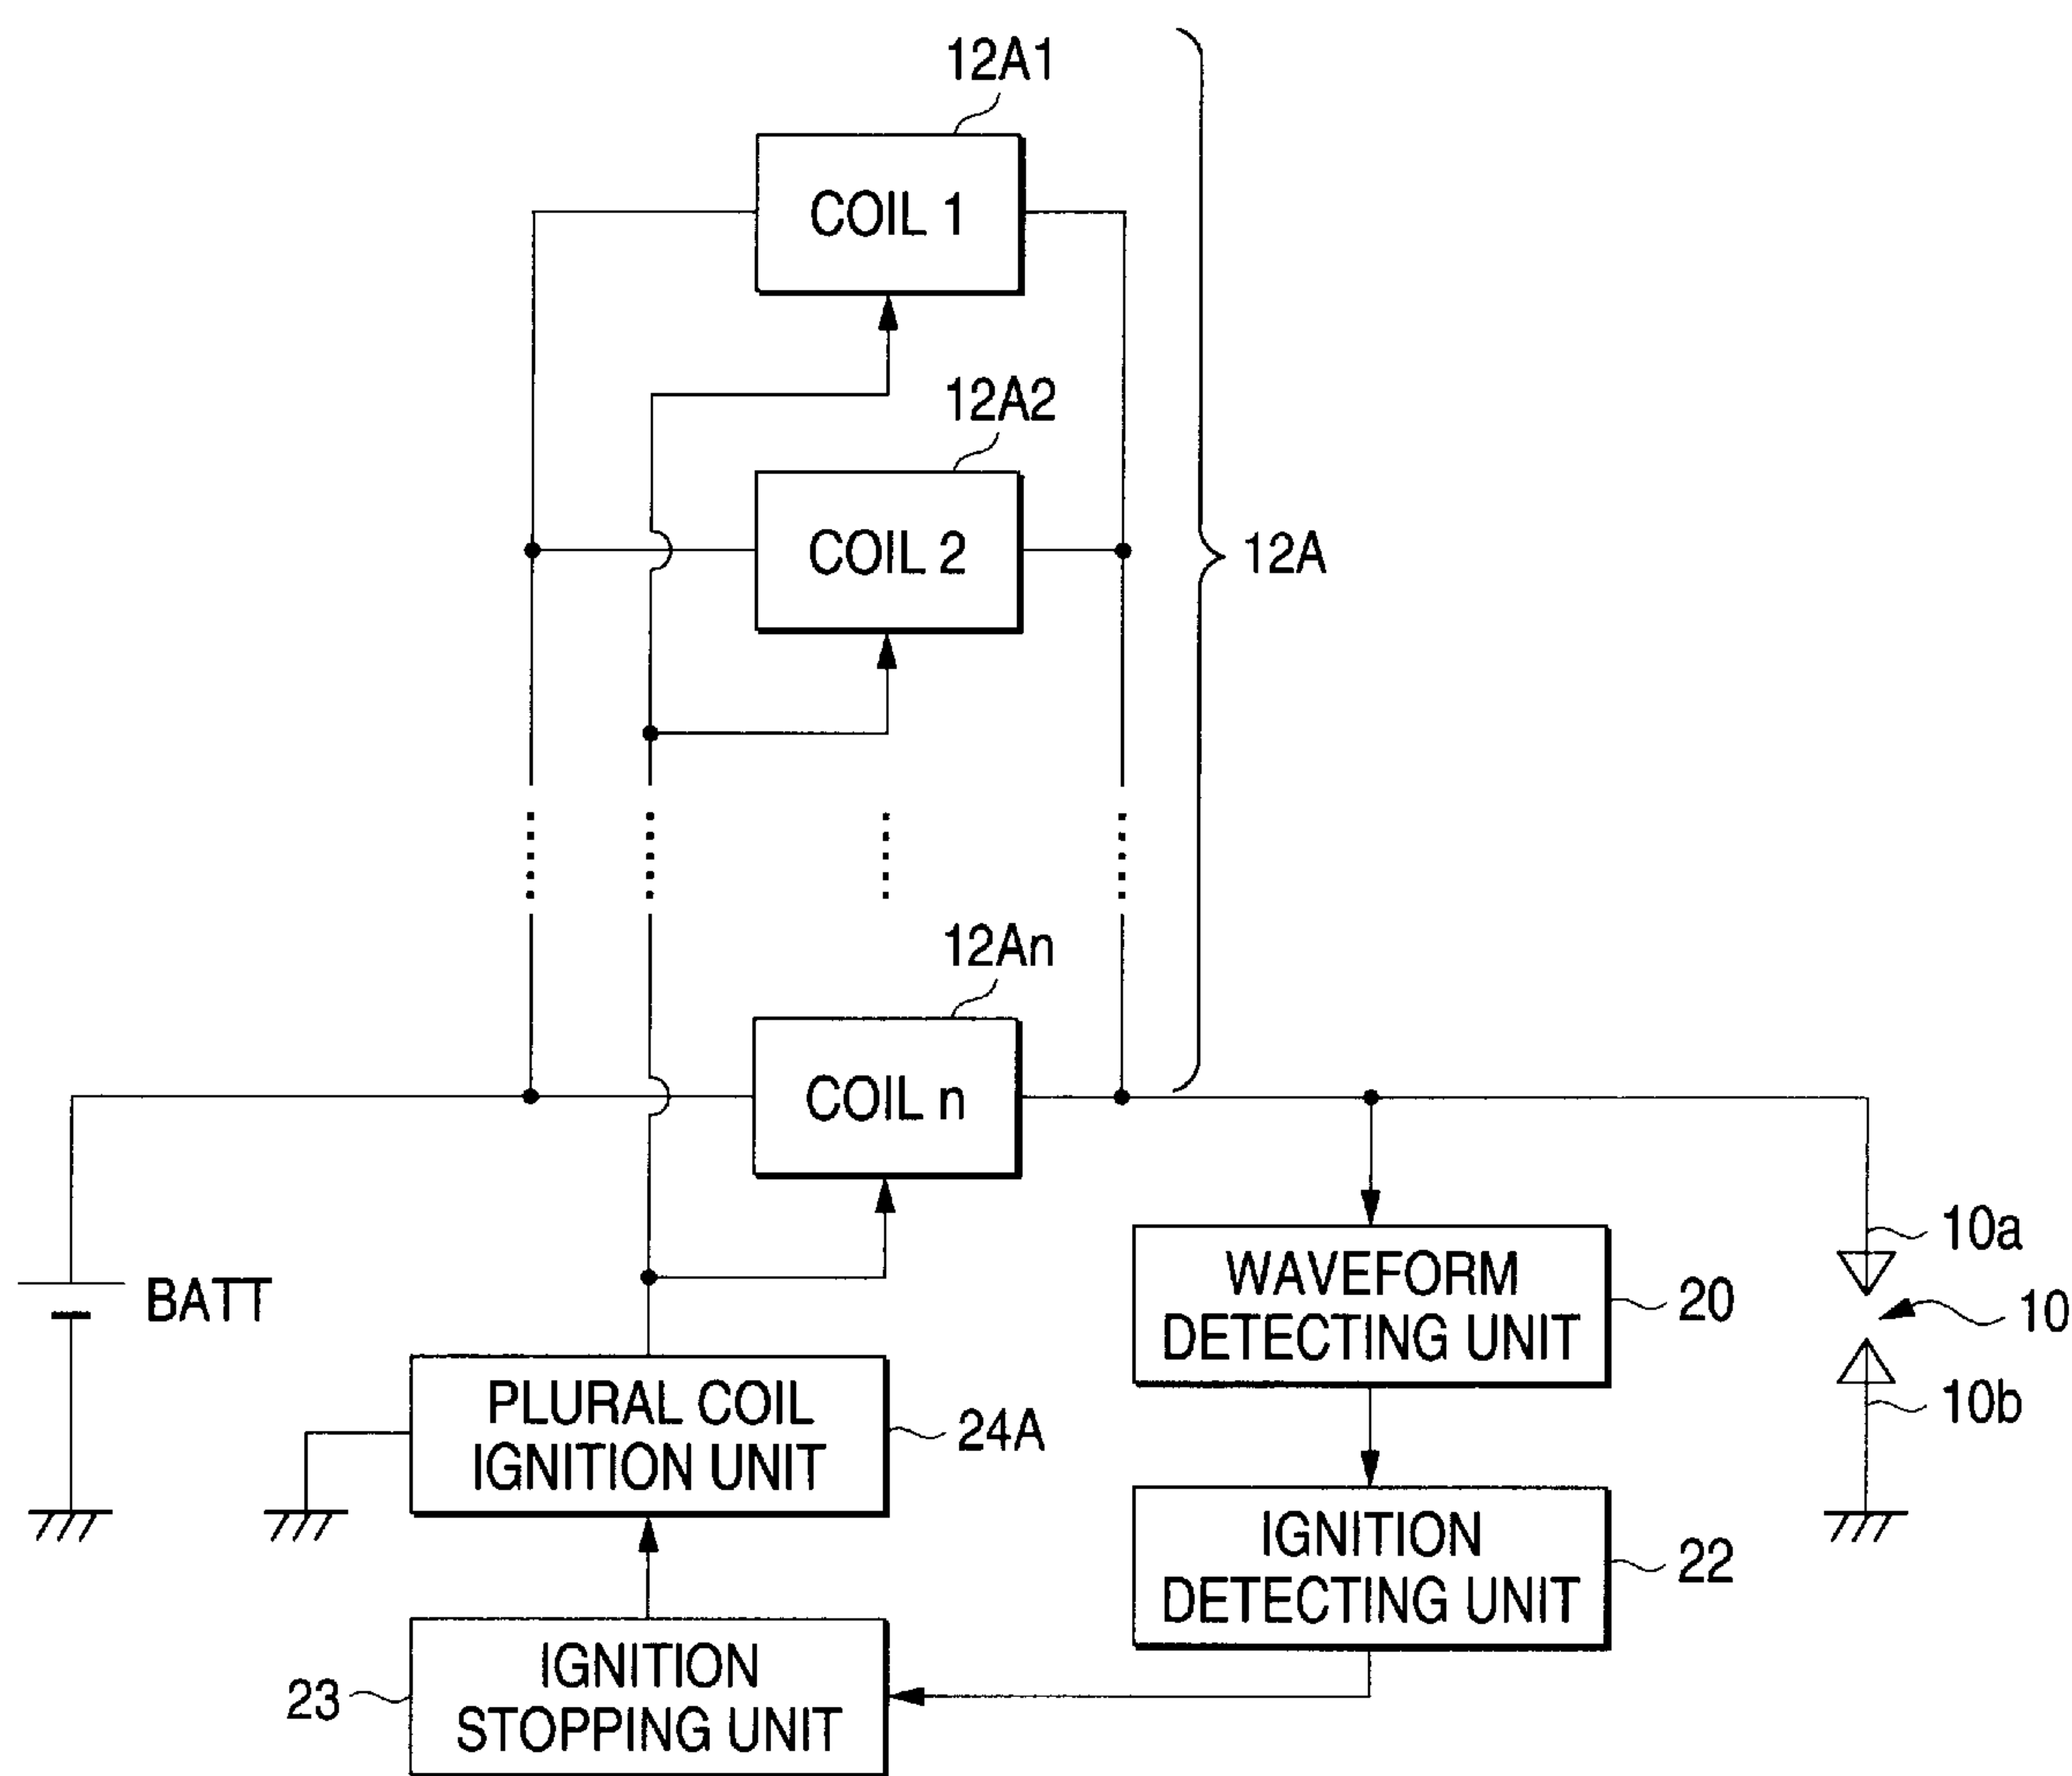 12A1
COIL 1
12A2
COIL 2
12A
12An
COIL n
BATT
WAVEFORM
DETECTING UNIT
20
10a
10
10b
PLURAL COIL
IGNITION UNIT
24A
IGNITION
DETECTING UNIT
22
IGNITION
STOPPING UNIT
23